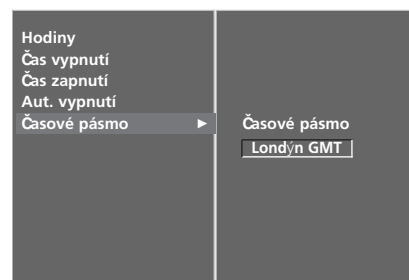 Hodiny
Čas vypnutí
Čas zapnutí
Aut. vypnutí
Časové pásmo ►
Časové pásmo
Londýn GMT